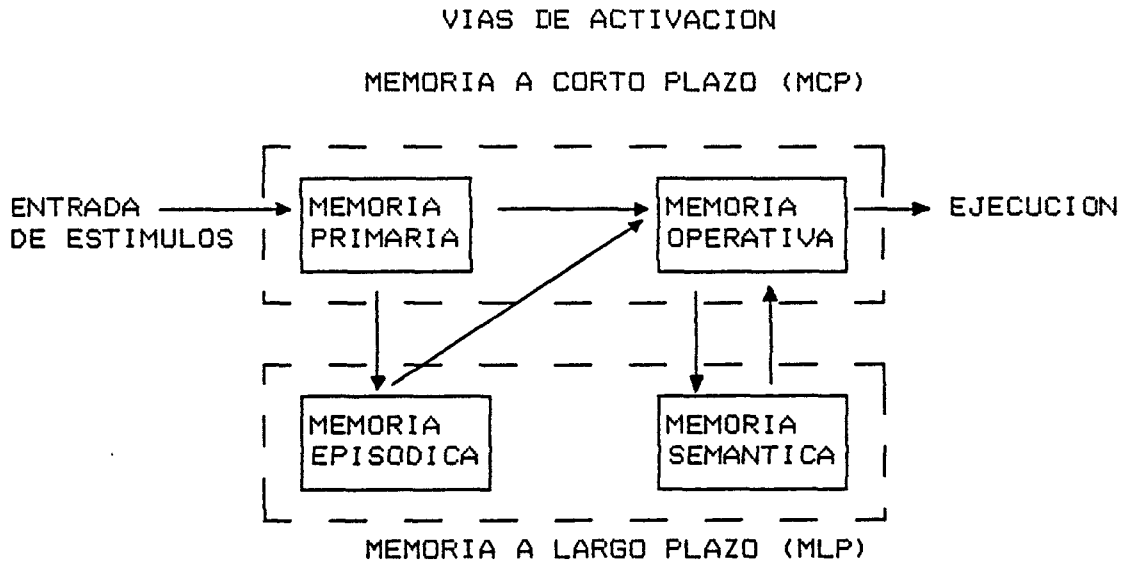 VIAS DE ACTIVACION
MEMORIA A CORTO PLAZO (MCP)
ENTRADA
DE ESTIMULOS
MEMORIA
PRIMARIA
MEMORIA
OPERATIVA
EJECUCION
MEMORIA
EPISODICA
MEMORIA
SEMANTICA
MEMORIA A LARGO PLAZO (MLP)